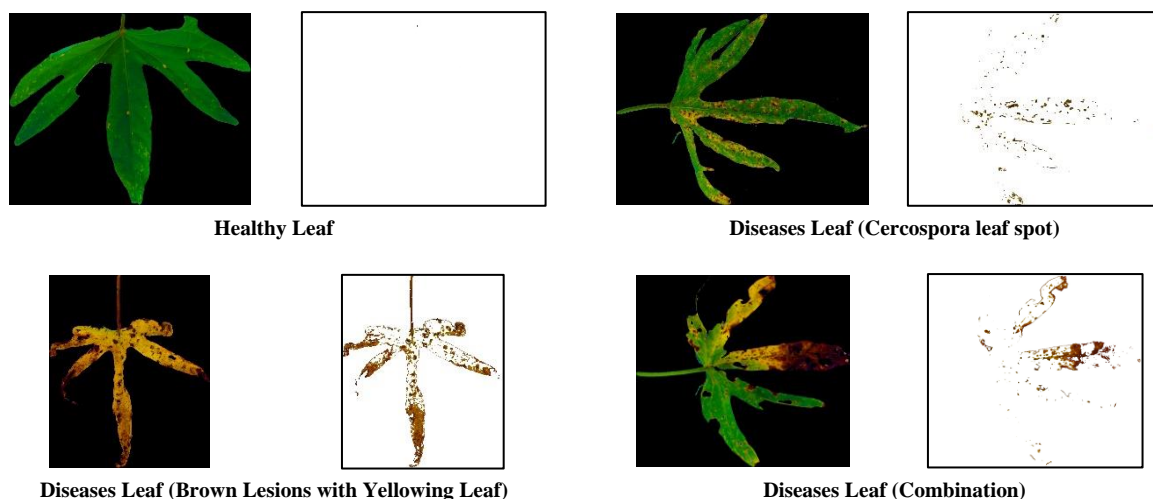 Healthy Leaf
Diseases Leaf (Cercospora leaf spot)
Diseases Leaf (Brown Lesions with Yellowing Leaf)
Diseases Leaf (Combination)